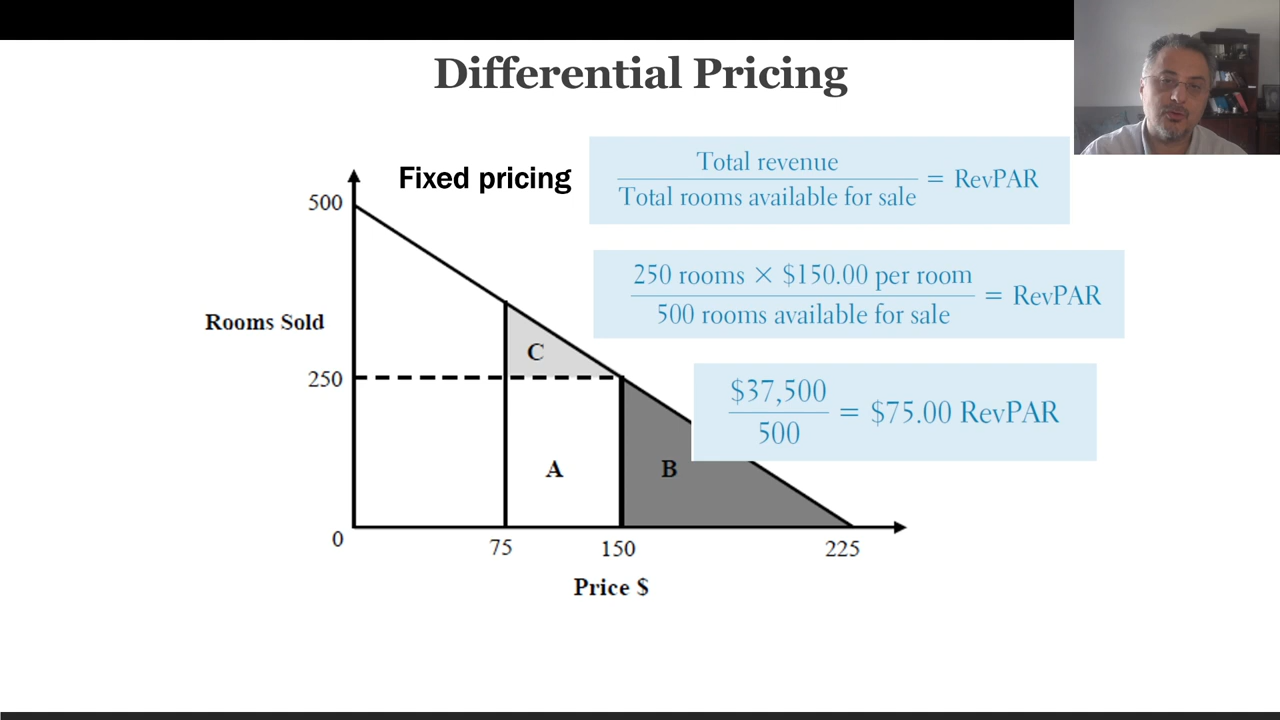 Differential Pricing
Fixed pricing
Total revenue
Total rooms available for sale
= RevPAR
250 rooms × $150.00 per room
500 rooms available for sale
= RevPAR
$37,500
500
= $75.00 RevPAR
500
Rooms Sold
C
250
A
B
0
75 150 225
Price $